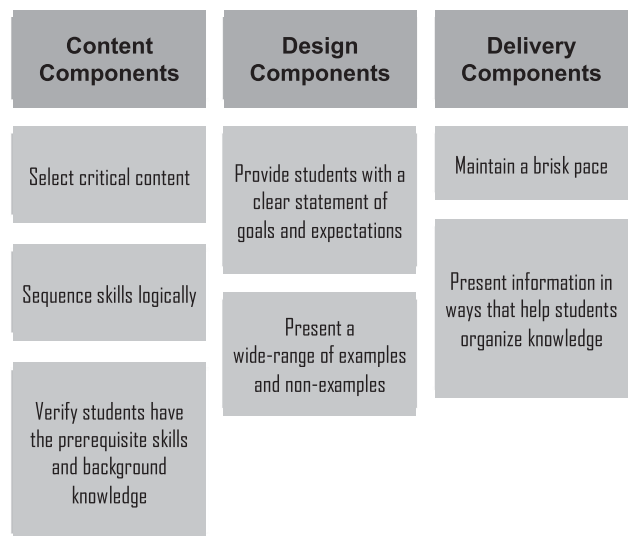 Content
Components
Select critical content
Sequence skills logically
Verify students have
the prerequisite skills
and background
knowledge
Design
Components
Provide students with a
clear statement of
goals and expectations
Present a
wide-range of examples
and non-examples
Delivery
Components
Maintain a brisk pace
Present information in
ways that help students
organize knowledge